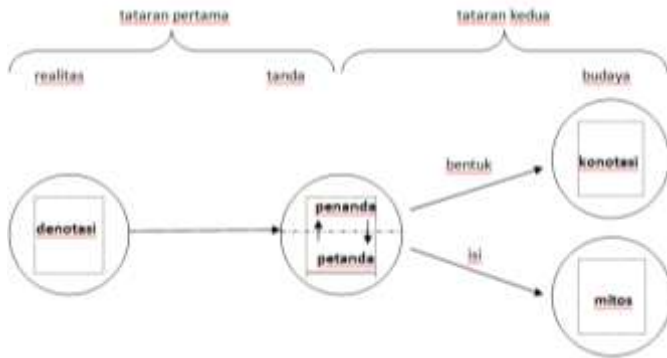 tataran pertama
tataran kedua
realitas
tanda
budaya
konotasi
bentuk
penanda
denotasi
petanda
isi
mitos